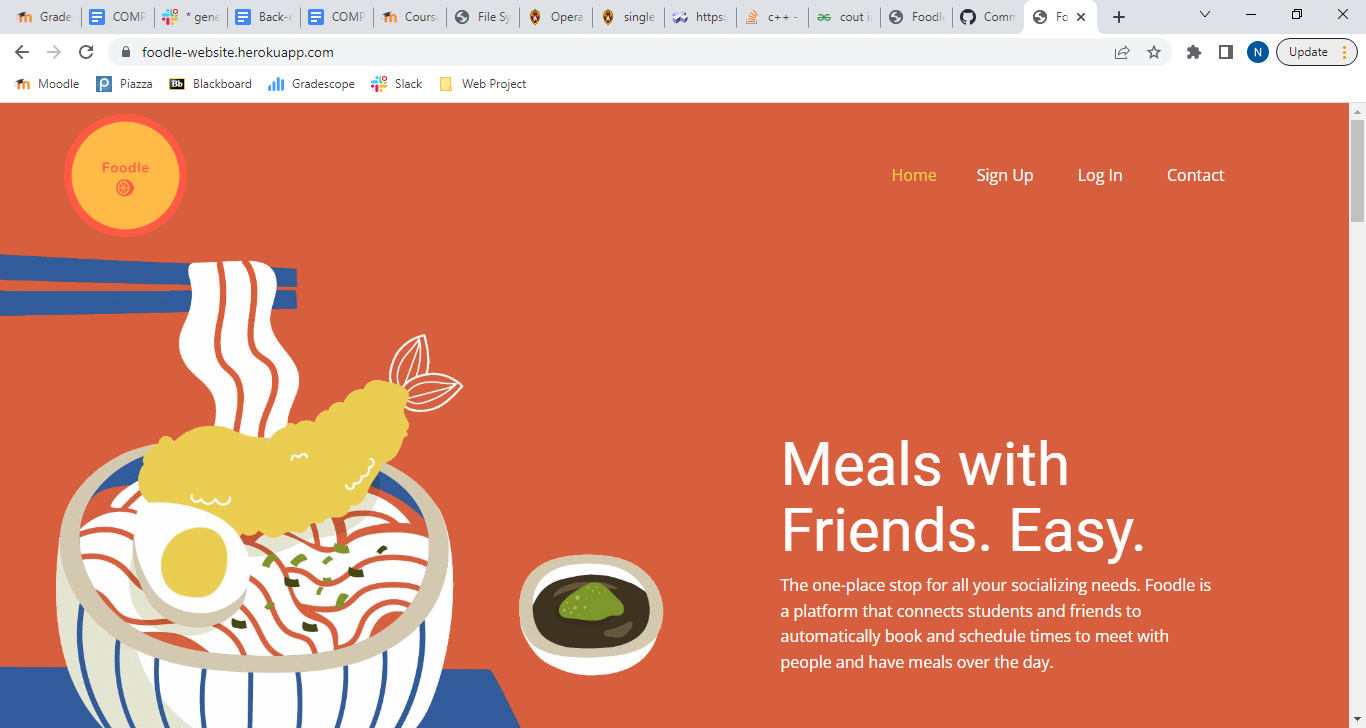 Grade
COMP
* gene
Back-e
COMP
Cours
File Sy
Opera
single
https:
c++ -
cout i
Foodl
Comm
Fo
foodle-website.herokuapp.com
N
Update
Moodle
Piazza
Bb Blackboard
Gradescope
Slack
Web Project
Foodle
Home
Sign Up
Log In
Contact
Meals with
Friends. Easy.
The one-place stop for all your socializing needs. Foodle is
a platform that connects students and friends to
automatically book and schedule times to meet with
people and have meals over the day.